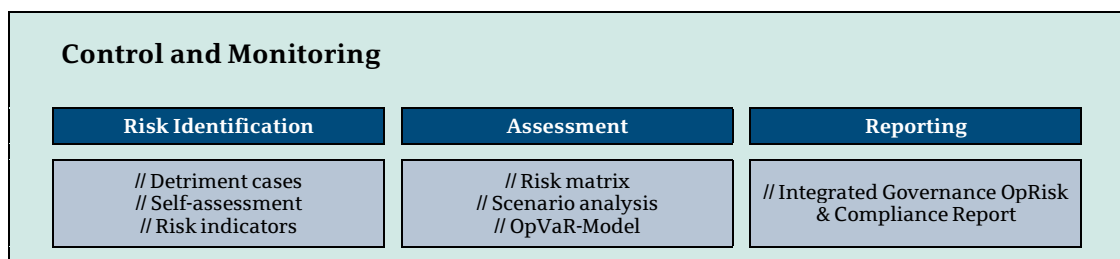 Control and Monitoring
Risk Identification
Assessment
Reporting
// Detriment cases
// Self-assessment
// Risk indicators
// Risk matrix
// Scenario analysis
// OpVaR-Model
// Integrated Governance OpRisk
& Compliance Report